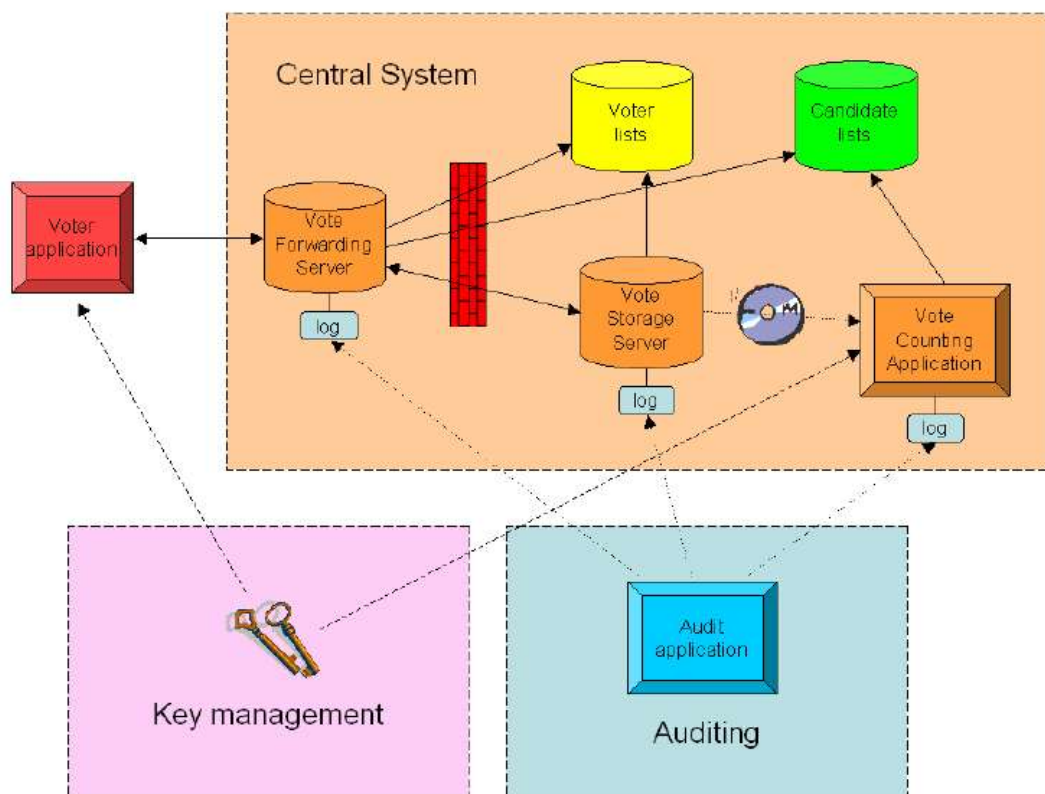 Central System
Voter
lists
Candidate
lists
Voter
application
Vote
Forwarding
Server
log
Vote
Storage
Server
log
Vote
Counting
Application
log
Key management
Audit
application
Auditing